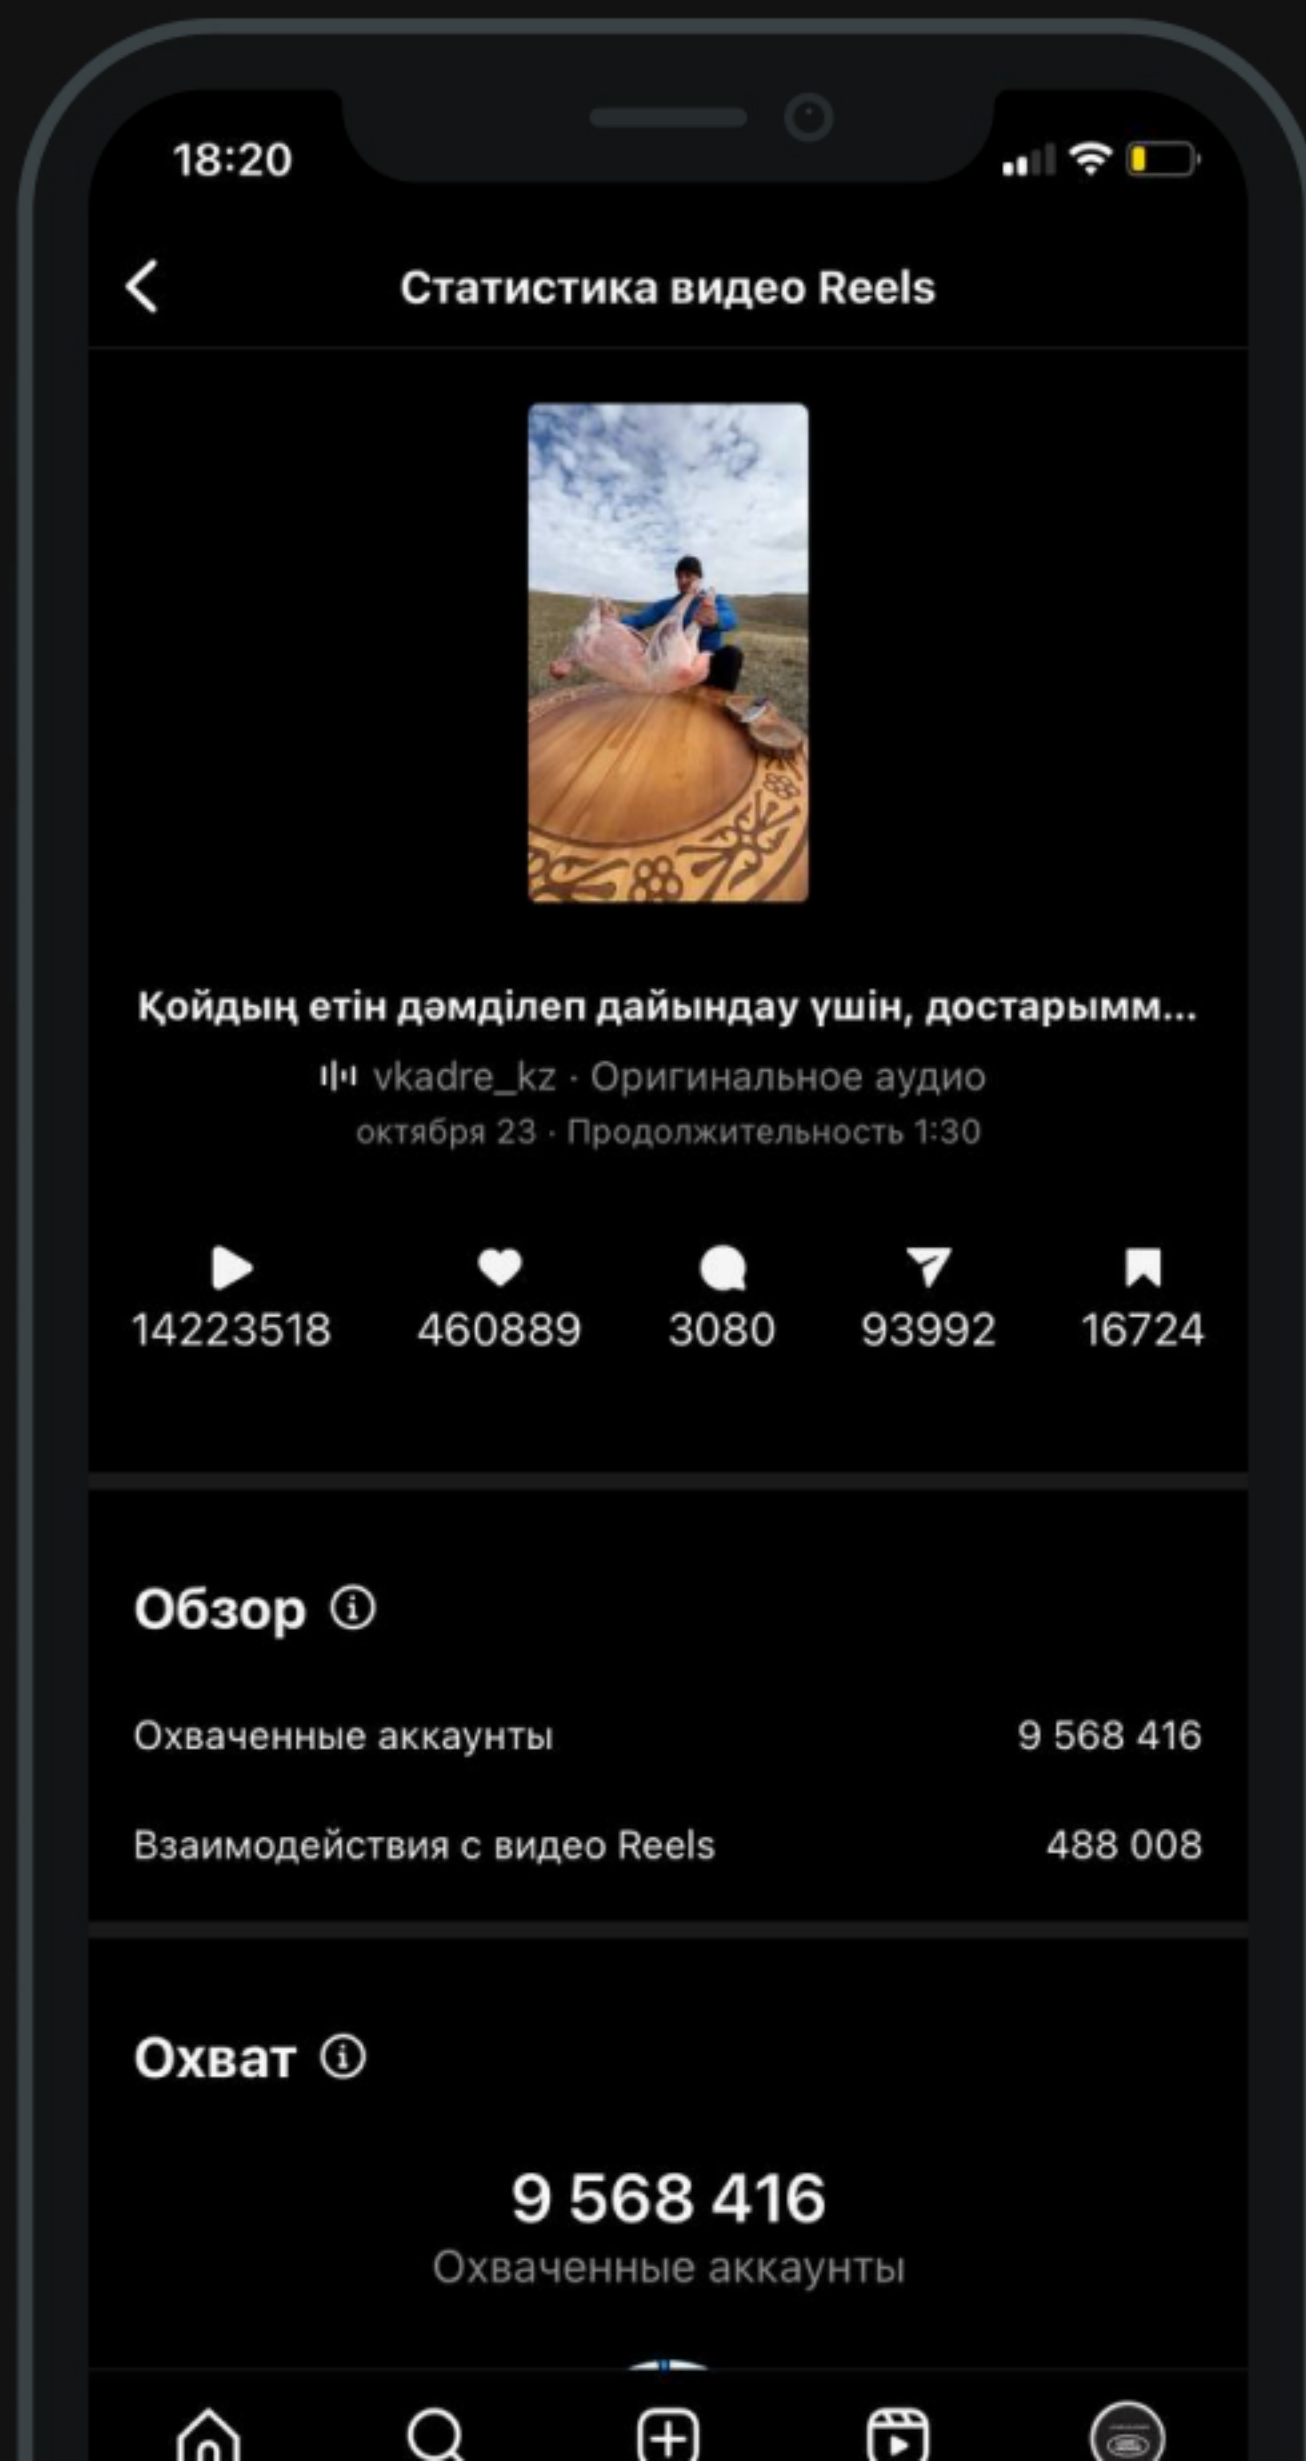 18:20
Статистика видео Reels
Қойдың етін дәмділеп дайындау үшін, достарымм...
vkadre_kz · Оригинальное аудио
октября 23 · Продолжительность 1:30
14223518 460889 3080 93992 16724
Обзор
Охваченные аккаунты 9 568 416
Взаимодействия с видео Reels 488 008
Охват
9 568 416
Охваченные аккаунты